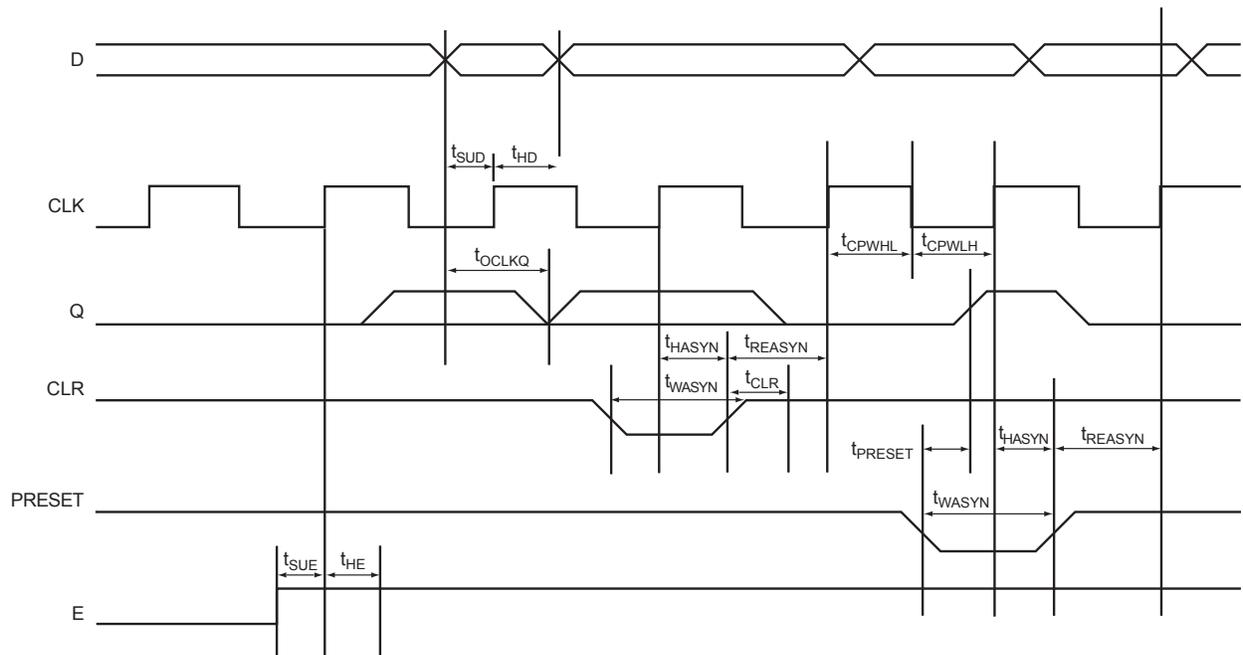 D
tSUD
tHD
CLK
tCPWHL
tCPWLH
tOCLKQ
Q
tHASYN
tREASYN
CLR
tWASYN
tCLR
tPRESET
tHASYN
tREASYN
PRESET
tWASYN
tSUE
tHE
E